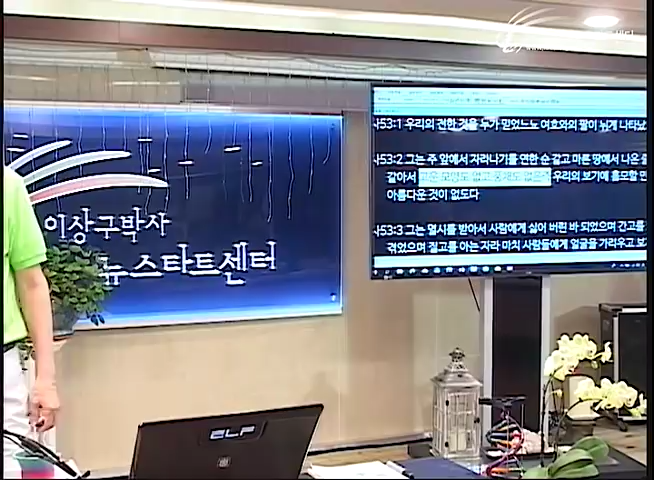 이상구박사
뉴스타트센터
사53:1 우리의 전한 것을 누가 믿었느뇨 여호와의 팔이 뉘게 나타났
사53:2 그는 주 앞에서 자라나기를 연한 순 같고 마른 땅에서 나온
같아서 고운 모양도 없고 풍채도 없은즉 우리의 보기에 흠모할 만
아름다운 것이 없도다
사53:3 그는 멸시를 받아서 사람에게 싫어 버린 바 되었으며 간고를
겪었으며 질고를 아는 자라 마치 사람들에게 얼굴을 가리우고 보